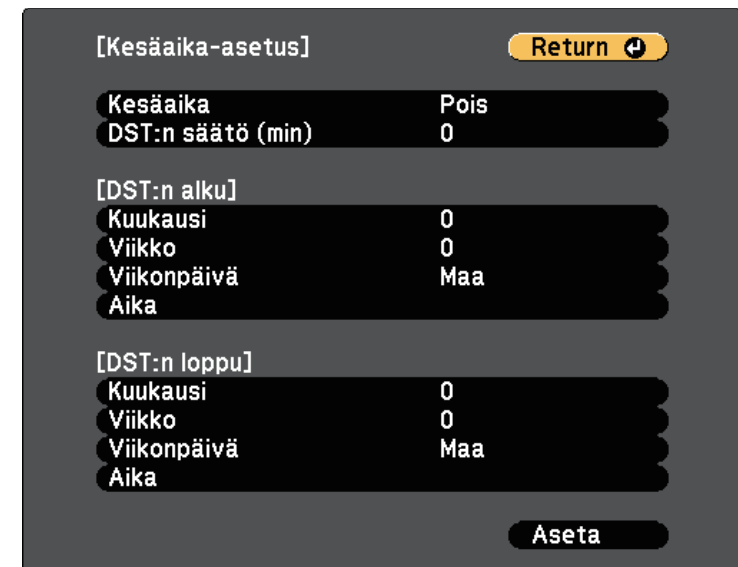 [Kesäaika-asetus] Return
Kesäaika Pois
DST:n säätö (min) 0
[DST:n alku]
Kuukausi 0
Viikko 0
Viikonpäivä Maa
Aika
[DST:n loppu]
Kuukausi 0
Viikko 0
Viikonpäivä Maa
Aika
Aseta